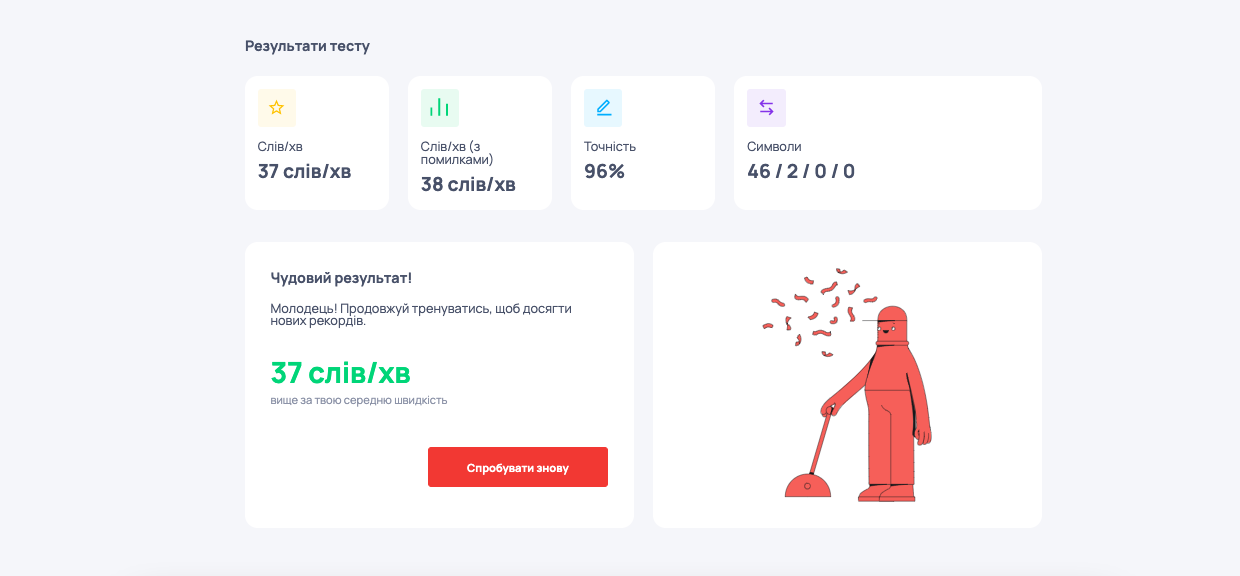 Результати тесту
Слів/хв
37 слів/хв
Слів/хв (з
помилками)
38 слів/хв
Точність
96%
Символи
46 / 2 / 0 / 0
Чудовий результат!
Молодець! Продовжуй тренуватись, щоб досягти
нових рекордів.
37 слів/хв
вище за твою середню швидкість
Спробувати знову